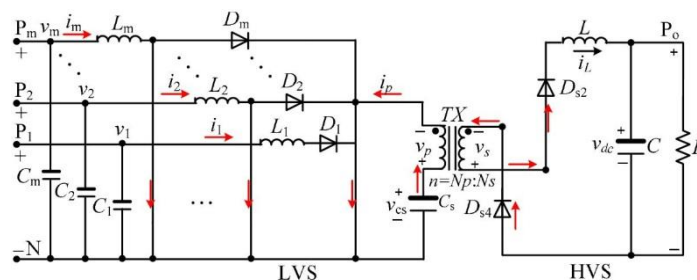 Pm vm im Lm Dm
L Po
+
iL
P2 v2 i2 L2 D2 ip
+
Ds2
P1 v1 i1 L1 D1
+
TX
− −
vp vs
+ +
vdc + − C
n=Np:Ns
Cm C2 C1
vcs + − Cs
Ds4
...
−N
−
LVS HVS